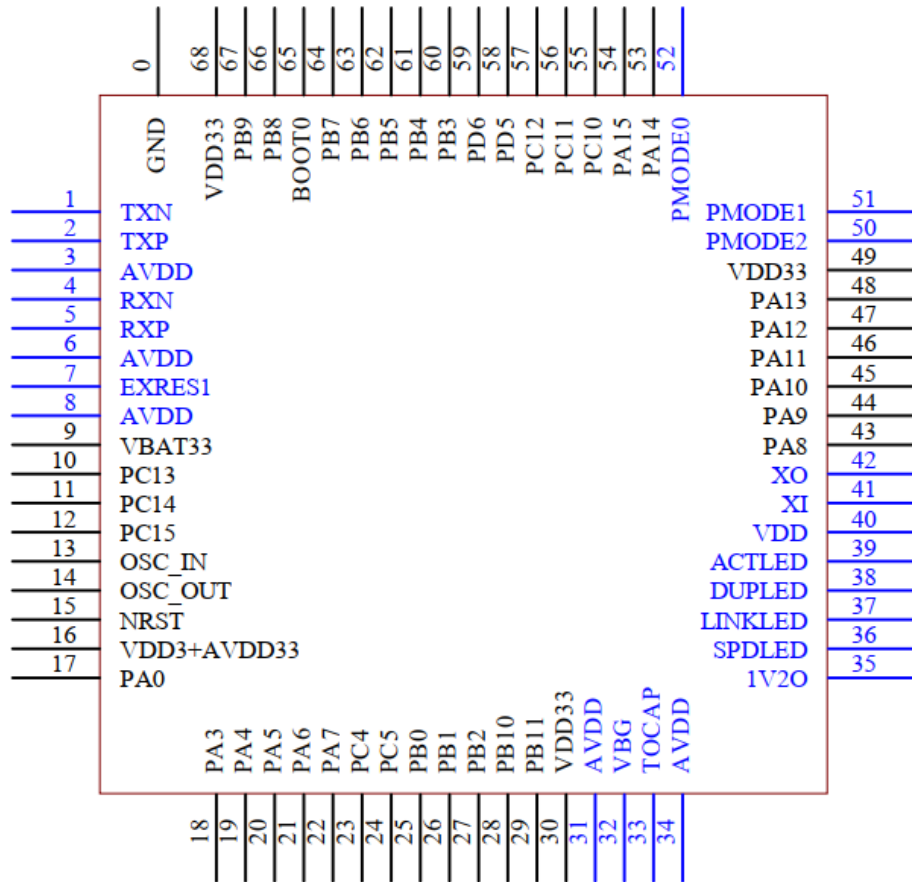 0 68 67 66 65 64 63 62 61 60 59 58 57 56 55 54 53 52
GND VDD33 PB9 PB8 BOOT0 PB7 PB6 PB5 PB4 PB3 PD6 PD5 PC12 PC11 PC10 PA15 PA14 PMODE0
1 TXN PMODE1 51
2 TXP PMODE2 50
3 AVDD VDD33 49
4 RXN PA13 48
5 RXP PA12 47
6 AVDD PA11 46
7 EXRES1 PA10 45
8 AVDD PA9 44
9 VBAT33 PA8 43
10 PC13 XO 42
11 PC14 XI 41
12 PC15 VDD 40
13 OSC_IN ACTLED 39
14 OSC_OUT DUPLED 38
15 NRST LINKLED 37
16 VDD3+AVDD33 SPDLED 36
17 PA0 1V2O 35
PA3 PA4 PA5 PA6 PA7 PC4 PC5 PB0 PB1 PB2 PB10 PB11 VDD33 AVDD VBG TOCAP AVDD
18 19 20 21 22 23 24 25 26 27 28 29 30 31 32 33 34